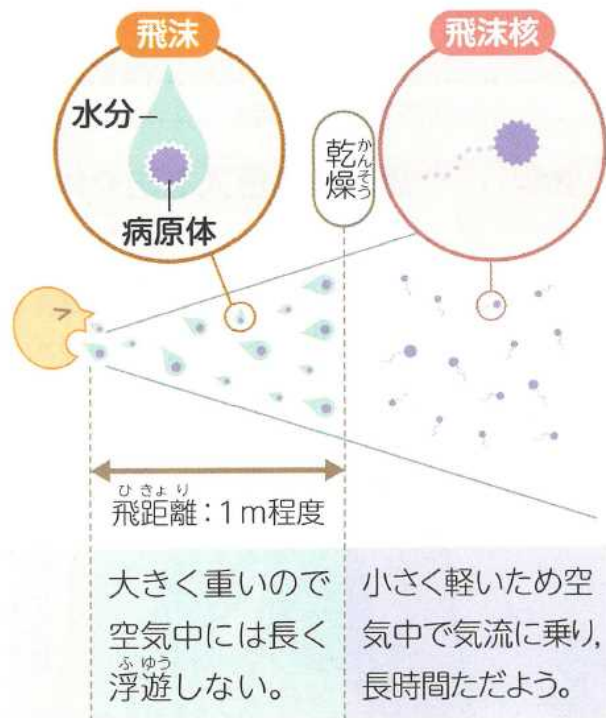 飛沫
飛沫核
水分
病原体
かんそう
乾燥
ひきょり
飛距離：1m程度
大きく重いので
空気中には長く
ふゆう
浮遊しない。
小さく軽いため空
気中で気流に乗り,
長時間ただよう。